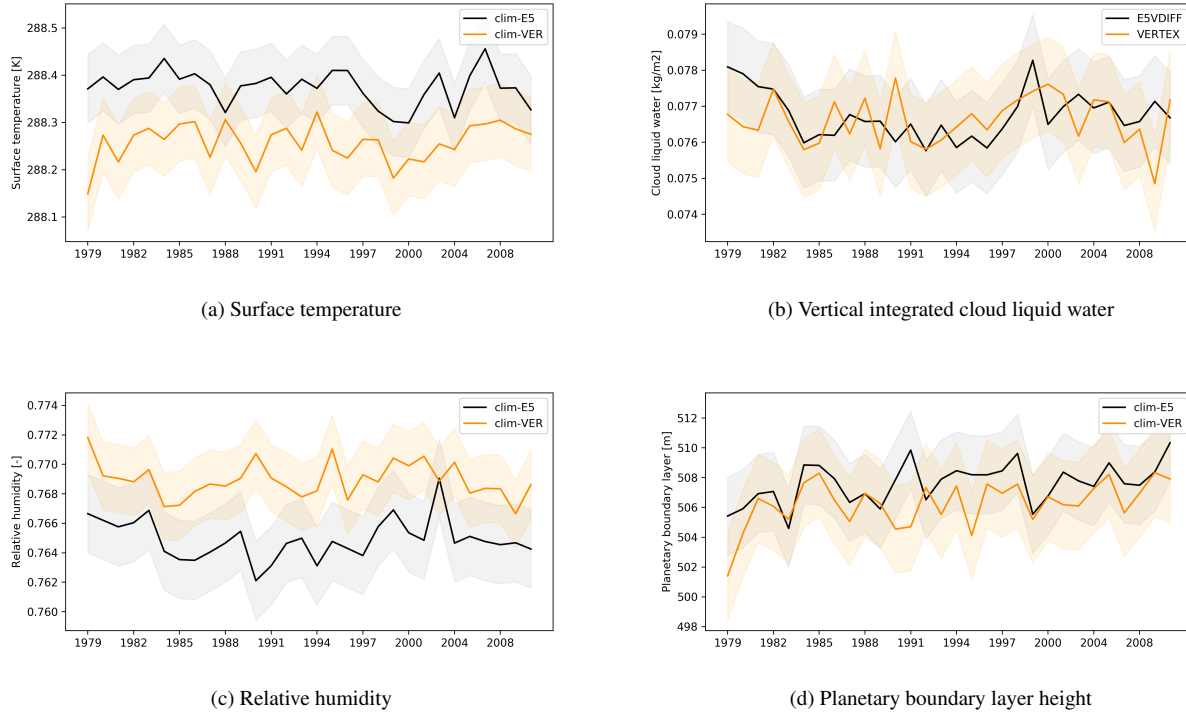 288.5
288.4
288.3
288.2
288.1
Surface temperature [K]
clim-E5
clim-VER
1979 1982 1985 1988 1991 1994 1997 2000 2004 2008
(a) Surface temperature
0.079
0.078
0.077
0.076
0.075
0.074
Cloud liquid water [kg/m2]
E5VDIFF
VERTEX
1979 1982 1985 1988 1991 1994 1997 2000 2004 2008
(b) Vertical integrated cloud liquid water
0.774
0.772
0.770
0.768
0.766
0.764
0.762
0.760
Relative humidity [-]
clim-E5
clim-VER
1979 1982 1985 1988 1991 1994 1997 2000 2004 2008
(c) Relative humidity
512
510
508
506
504
502
500
498
Planetary boundary layer [m]
clim-E5
clim-VER
1979 1982 1985 1988 1991 1994 1997 2000 2004 2008
(d) Planetary boundary layer height